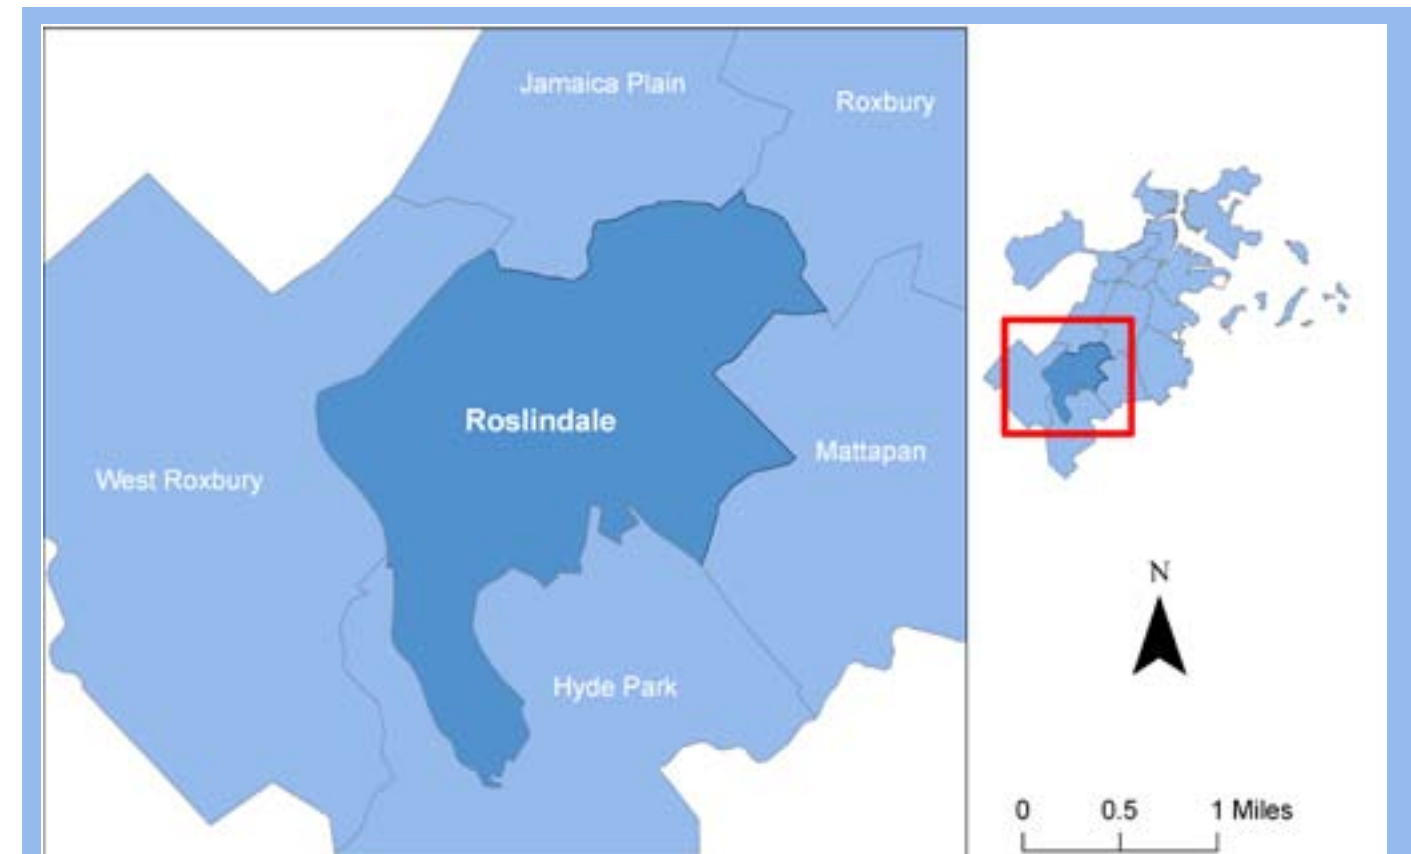 Jamaica Plain
Roxbury
Roslindale
Mattapan
West Roxbury
Hyde Park
N
0 0.5 1 Miles